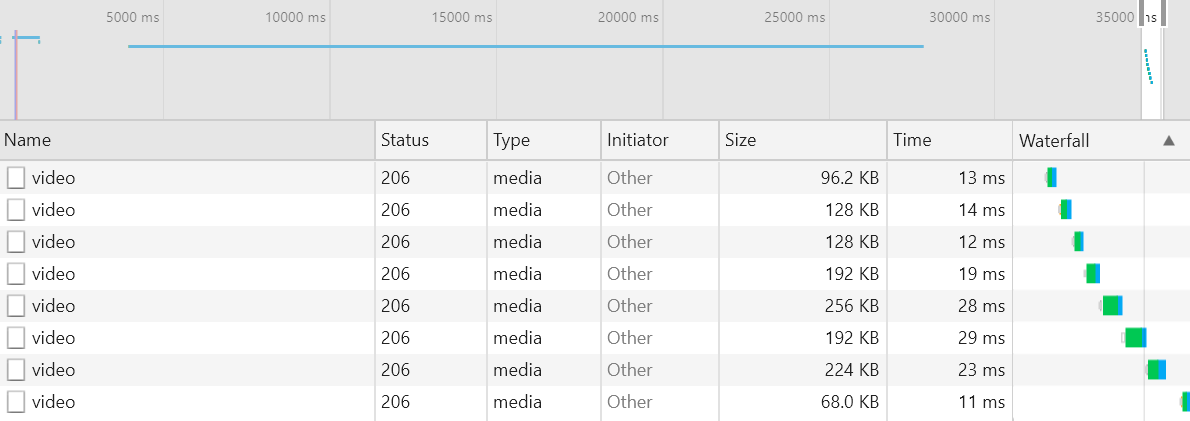 5000 ms 10000 ms 15000 ms 20000 ms 25000 ms 30000 ms 35000 ms
Name Status Type Initiator Size Time Waterfall ▲
video 206 media Other 96.2 KB 13 ms
video 206 media Other 128 KB 14 ms
video 206 media Other 128 KB 12 ms
video 206 media Other 192 KB 19 ms
video 206 media Other 256 KB 28 ms
video 206 media Other 192 KB 29 ms
video 206 media Other 224 KB 23 ms
video 206 media Other 68.0 KB 11 ms